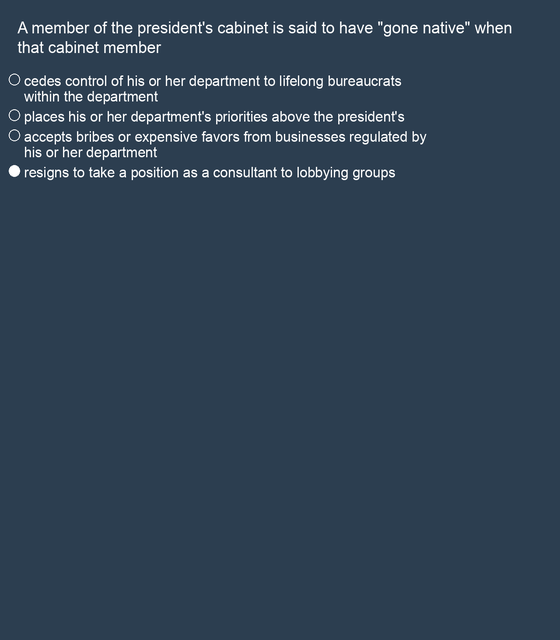 A member of the president's cabinet is said to have "gone native" when
that cabinet member
cedes control of his or her department to lifelong bureaucrats
within the department
places his or her department's priorities above the president's
accepts bribes or expensive favors from businesses regulated by
his or her department
resigns to take a position as a consultant to lobbying groups